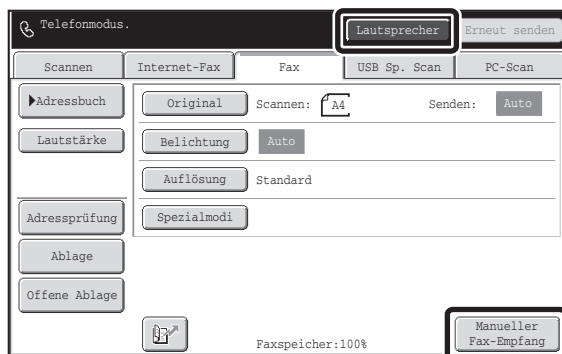 Telefonmodus.
Lautsprecher
Erneut senden
Scannen
Internet-Fax
Fax
USB Sp. Scan
PC-Scan
Adressbuch
Original
Scannen:
A4
Senden:
Auto
Lautstärke
Belichtung
Auto
Auflösung
Standard
Adressprüfung
Spezialmodi
Ablage
Offene Ablage
Faxspeicher:100%
Manueller
Fax-Empfang